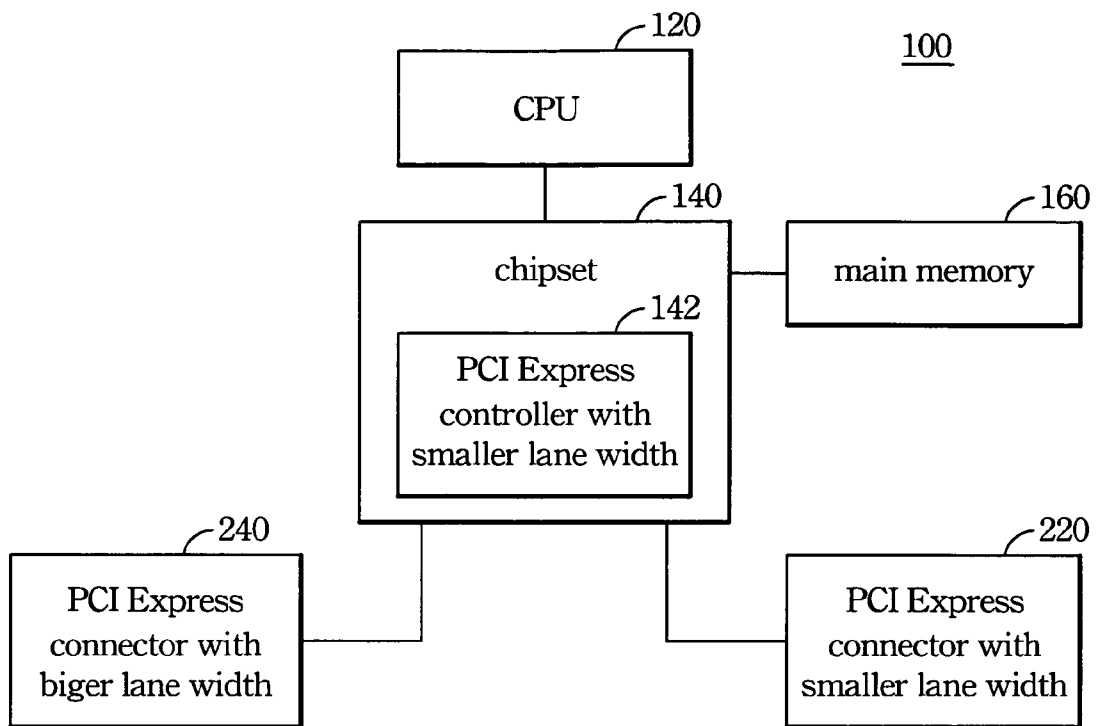 120
100
CPU
140
160
chipset
main memory
142
PCI Express
controller with
smaller lane width
240
220
PCI Express
connector with
biger lane width
PCI Express
connector with
smaller lane width